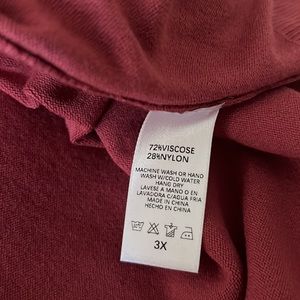 72%VISCOSE
28%NYLON
MACHINE WASH OR HAND
WASH W/COLD WATER
HAND DRY
LAVESE A MANO O EN
LAVADORA C/AGUA FRIA
MADE IN CHINA
HECHO EN CHINA
3X